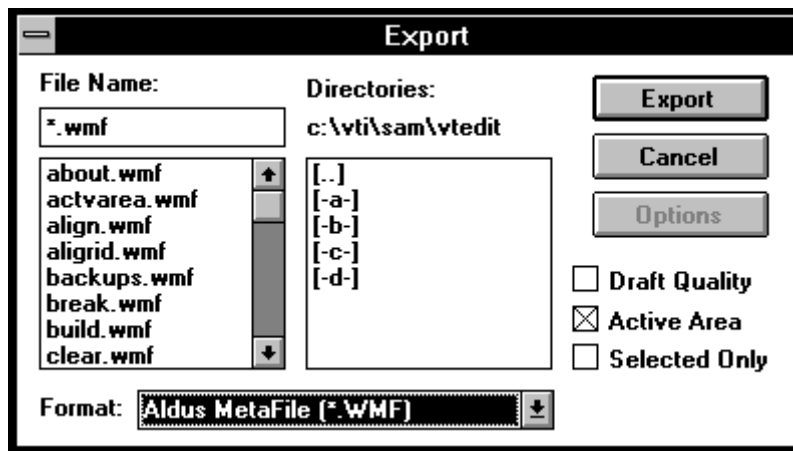 Export
File Name:
*.wmf
about.wmf
actvarea.wmf
align.wmf
aligrid.wmf
backups.wmf
break.wmf
build.wmf
clear.wmf
Directories:
c:\vti\sam\vtedit
[..]
[-a-]
[-b-]
[-c-]
[-d-]
Export
Cancel
Options
Draft Quality
Active Area
Selected Only
Format: Aldus MetaFile (*.WMF)